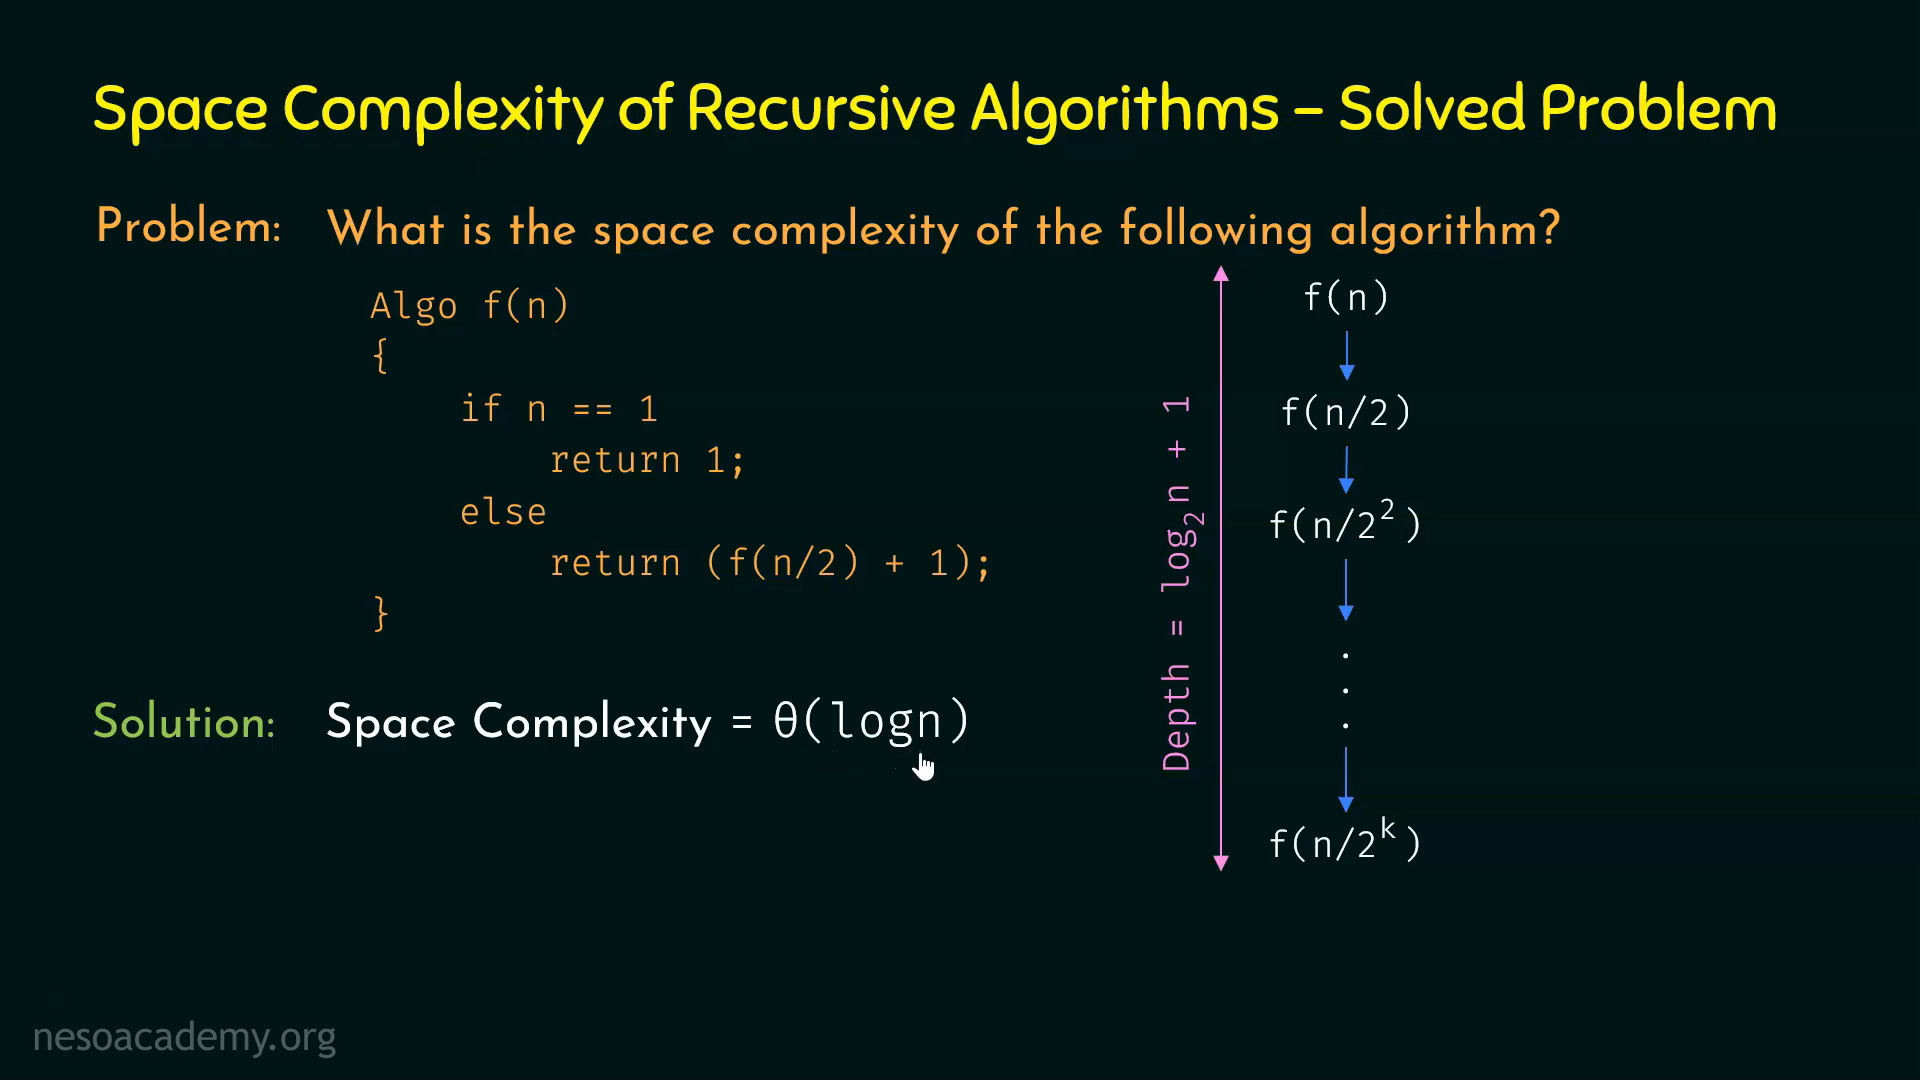 Space Complexity of Recursive Algorithms – Solved Problem
Problem: What is the space complexity of the following algorithm?
Algo f(n)
{
if n == 1
return 1;
else
return (f(n/2) + 1);
}
Solution: Space Complexity = θ(logn)
Depth = log₂n + 1
f(n)
f(n/2)
f(n/2²)
.
.
.
f(n/2ᵏ)
nesoacademy.org